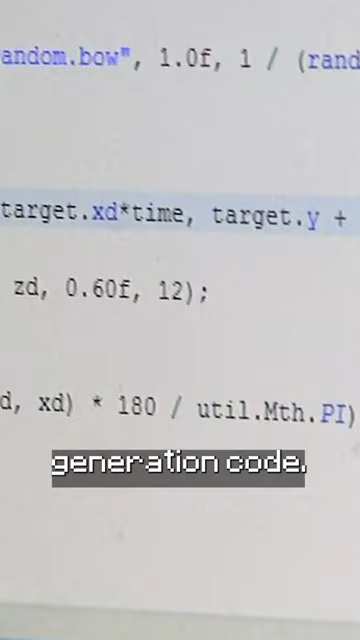 andom.bow", 1.0f, 1 / (rand
target.xd*time, target.y +
zd, 0.60f, 12);
d, xd) * 180 / util.Mth.PI)
generation code.